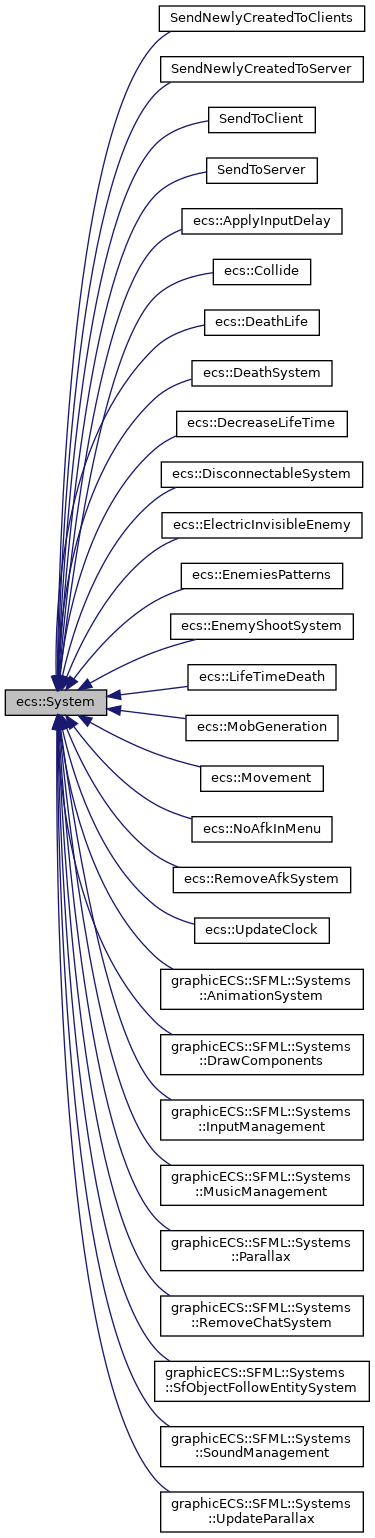 SendNewlyCreatedToClients
SendNewlyCreatedToServer
SendToClient
SendToServer
ecs::ApplyInputDelay
ecs::Collide
ecs::DeathLife
ecs::DeathSystem
ecs::DecreaseLifeTime
ecs::DisconnectableSystem
ecs::ElectricInvisibleEnemy
ecs::EnemiesPatterns
ecs::EnemyShootSystem
ecs::LifeTimeDeath
ecs::System
ecs::MobGeneration
ecs::Movement
ecs::NoAfkInMenu
ecs::RemoveAfkSystem
ecs::UpdateClock
graphicECS::SFML::Systems
::AnimationSystem
graphicECS::SFML::Systems
::DrawComponents
graphicECS::SFML::Systems
::InputManagement
graphicECS::SFML::Systems
::MusicManagement
graphicECS::SFML::Systems
::Parallax
graphicECS::SFML::Systems
::RemoveChatSystem
graphicECS::SFML::Systems
::SfObjectFollowEntitySystem
graphicECS::SFML::Systems
::SoundManagement
graphicECS::SFML::Systems
::UpdateParallax